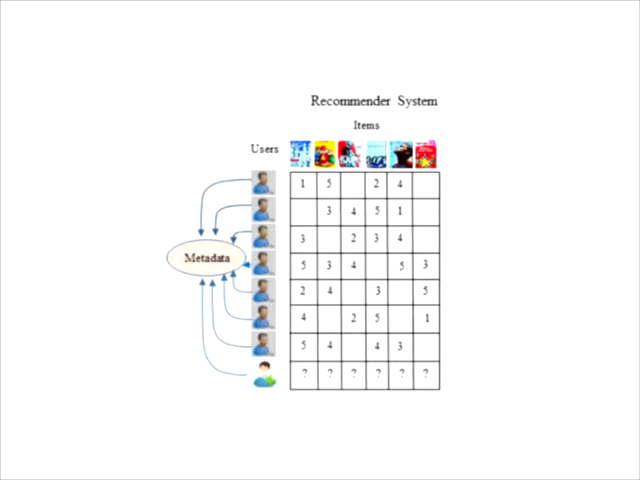 Recommender System
Items
Users
1 5 2 4
3 4 5 1
3 2 3 4
Metadata
5 3 4 5 3
2 4 3 5
4 2 5 1
5 4 4 3
? ? ? ? ? ?